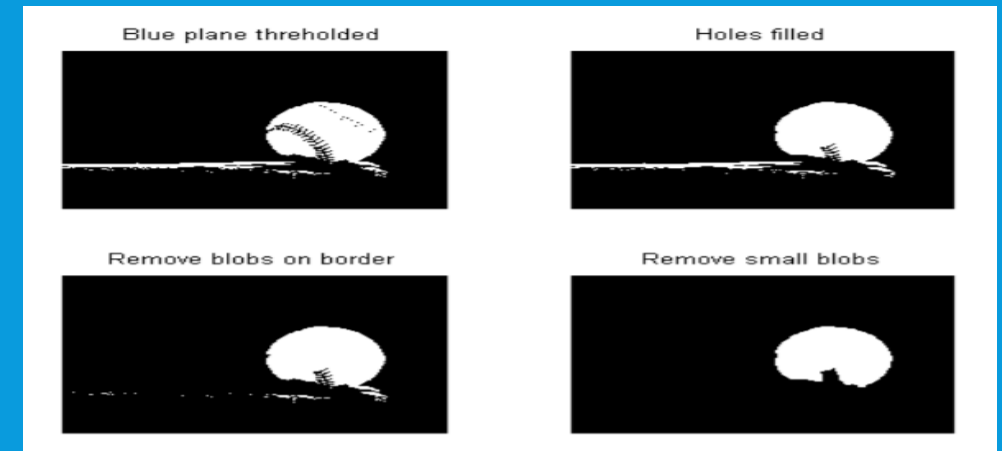 Blue plane threholded
Holes filled
Remove blobs on border
Remove small blobs